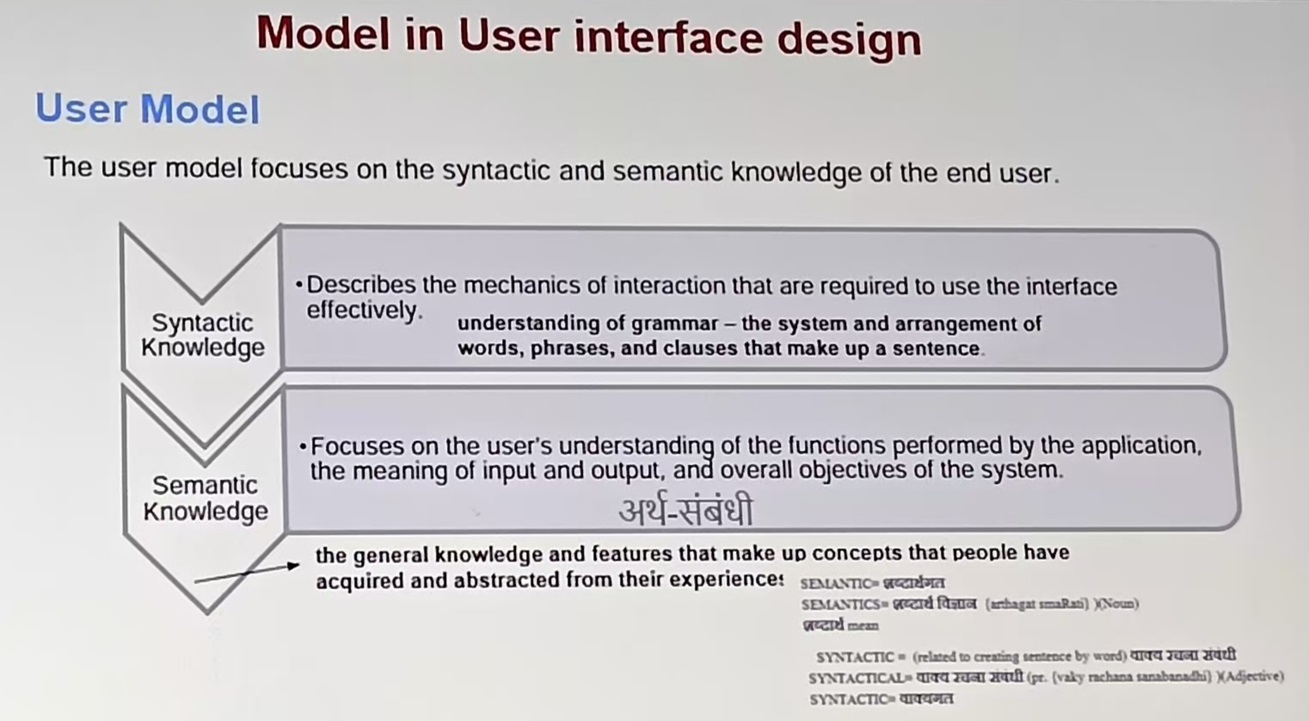 Model in User interface design
User Model
The user model focuses on the syntactic and semantic knowledge of the end user.
Syntactic
Knowledge
•Describes the mechanics of interaction that are required to use the interface
effectively.
understanding of grammar – the system and arrangement of
words, phrases, and clauses that make up a sentence.
Semantic
Knowledge
•Focuses on the user's understanding of the functions performed by the application,
the meaning of input and output, and overall objectives of the system.
अर्थ-संबंधी
the general knowledge and features that make up concepts that people have
acquired and abstracted from their experiences
SEMANTIC= शब्दार्थगत
SEMANTICS= शब्दार्थ विज्ञान (arthagat smaRati) )(Noun)
शब्दार्थ mean
SYNTACTIC = (related to creating sentence by word) वाक्य रचना संबंधी
SYNTACTICAL= वाक्य रचना संबंधी (pr. {vaky rachana sanabanadhi} )(Adjective)
SYNTACTIC= वाक्यगत